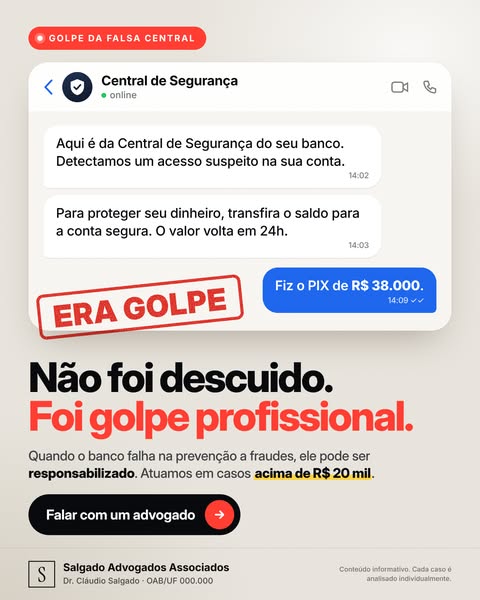 GOLPE DA FALSA CENTRAL
Central de Segurança
online
Aqui é da Central de Segurança do seu banco.
Detectamos um acesso suspeito na sua conta.
14:02
Para proteger seu dinheiro, transfira o saldo para
a conta segura. O valor volta em 24h.
14:03
Fiz o PIX de R$ 38.000.
14:09
ERA GOLPE
Não foi descuido.
Foi golpe profissional.
Quando o banco falha na prevenção a fraudes, ele pode ser
responsabilizado. Atuamos em casos acima de R$ 20 mil.
Falar com um advogado
S
Salgado Advogados Associados
Dr. Cláudio Salgado · OAB/UF 000.000
Conteúdo informativo. Cada caso é
analisado individualmente.